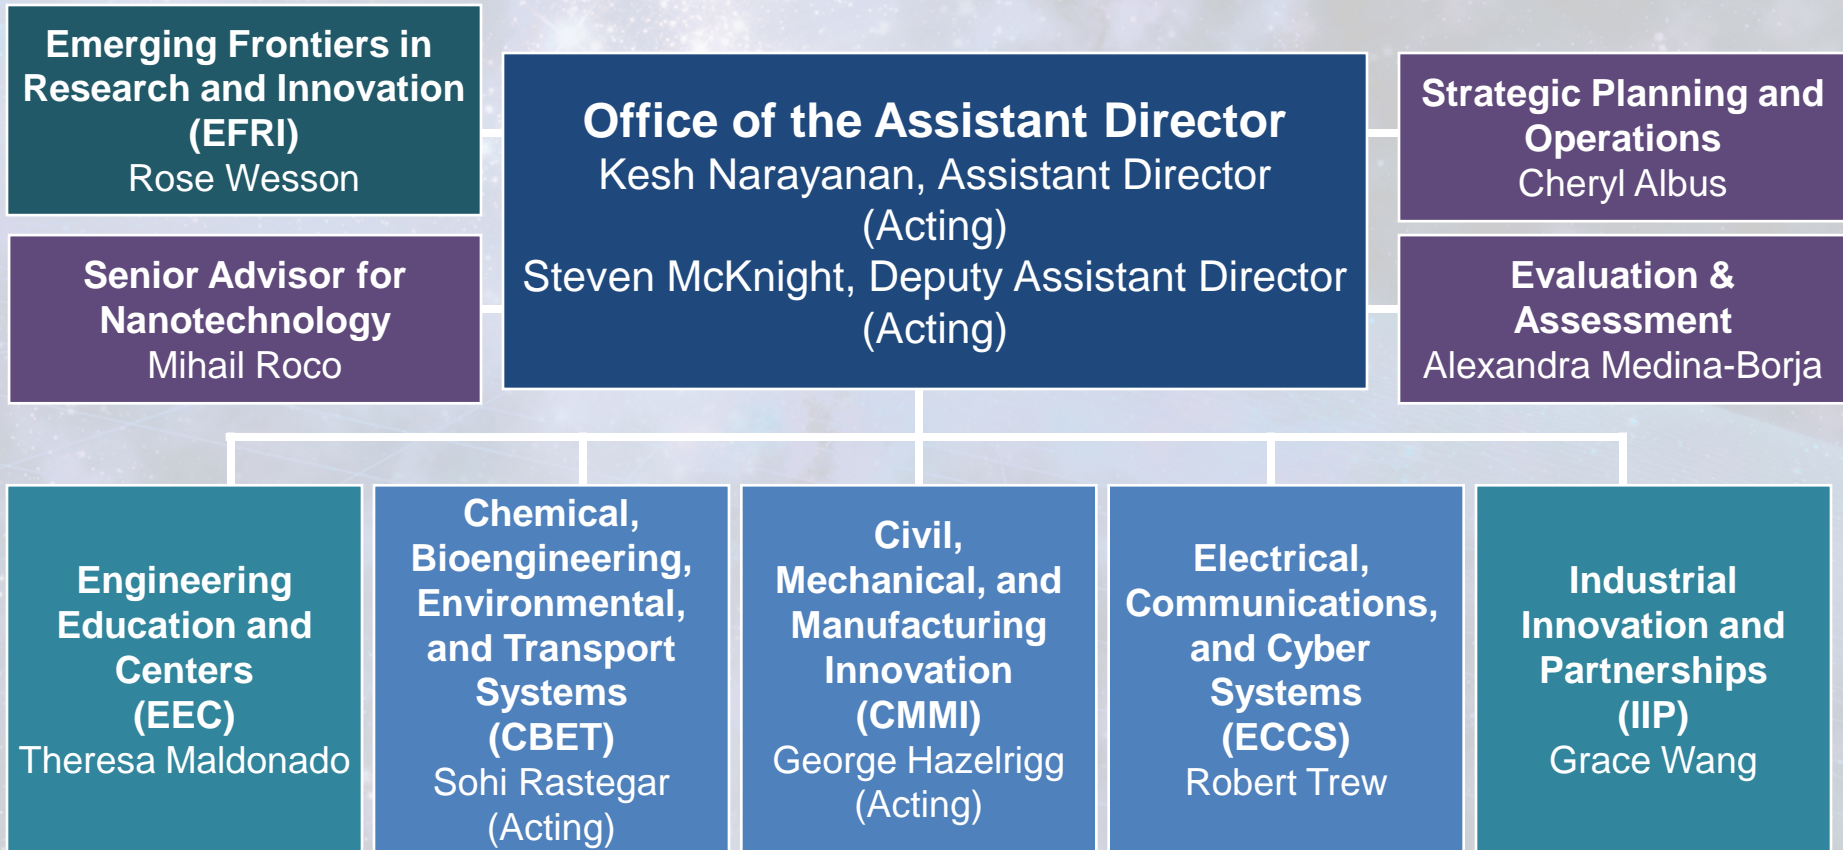 Emerging Frontiers in
Research and Innovation
(EFRI)
Rose Wesson
Senior Advisor for
Nanotechnology
Mihail Roco
Office of the Assistant Director
Kesh Narayanan, Assistant Director
(Acting)
Steven McKnight, Deputy Assistant Director
(Acting)
Strategic Planning and
Operations
Cheryl Albus
Evaluation &
Assessment
Alexandra Medina-Borja
Engineering
Education and
Centers
(EEC)
Theresa Maldonado
Chemical,
Bioengineering,
Environmental,
and Transport
Systems
(CBET)
Sohi Rastegar
(Acting)
Civil,
Mechanical, and
Manufacturing
Innovation
(CMMI)
George Hazelrigg
(Acting)
Electrical,
Communications,
and Cyber
Systems
(ECCS)
Robert Trew
Industrial
Innovation and
Partnerships
(IIP)
Grace Wang